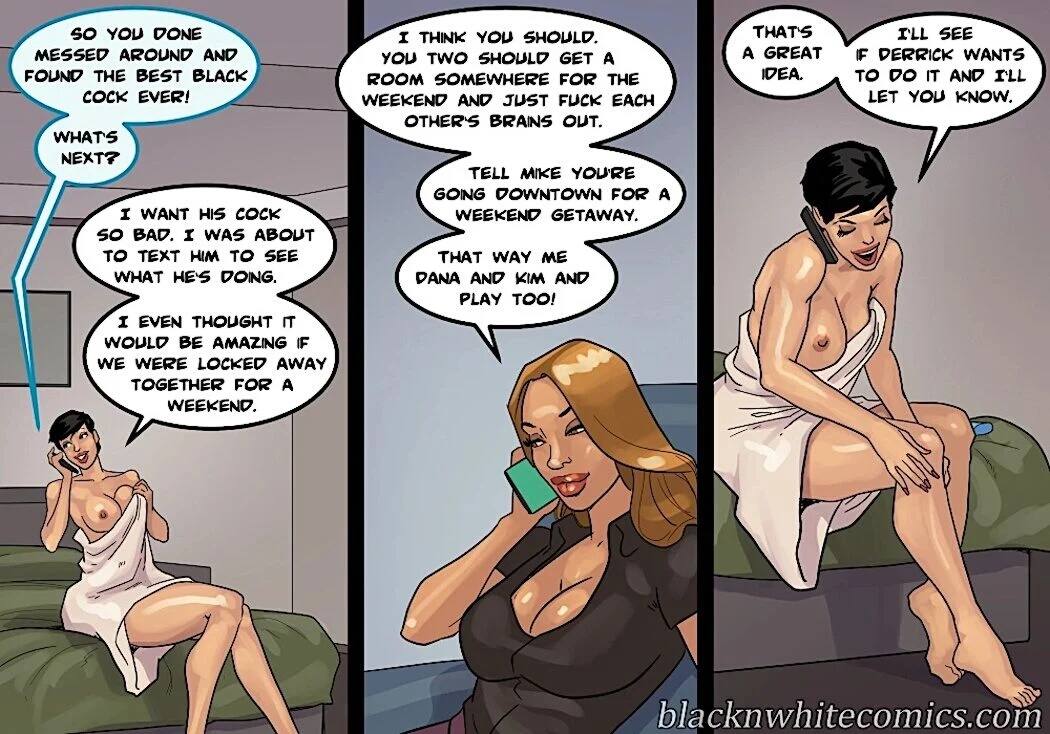 SO YOU DONE
MESSED AROUND AND
FOUND THE BEST BLACK
COCK EVER!
WHAT'S
NEXT?
I WANT HIS COCK
SO BAD. I WAS ABOUT
TO TEXT HIM TO SEE
WHAT HE'S DOING.
I EVEN THOUGHT IT
WOULD BE AMAZING IF
WE WERE LOCKED AWAY
TOGETHER FOR A
WEEKEND.
I THINK YOU SHOULD.
YOU TWO SHOULD GET A
ROOM SOMEWHERE FOR THE
WEEKEND AND JUST FUCK EACH
OTHER'S BRAINS OUT.
TELL MIKE YOU'RE
GOING DOWNTOWN FOR A
WEEKEND GETAWAY.
THAT WAY ME
DANA AND KIM AND
PLAY TOO!
THAT'S
A GREAT
IDEA.
I'LL SEE
IF DERRICK WANTS
TO DO IT AND I'LL
LET YOU KNOW.
blacknwhitecomics.com